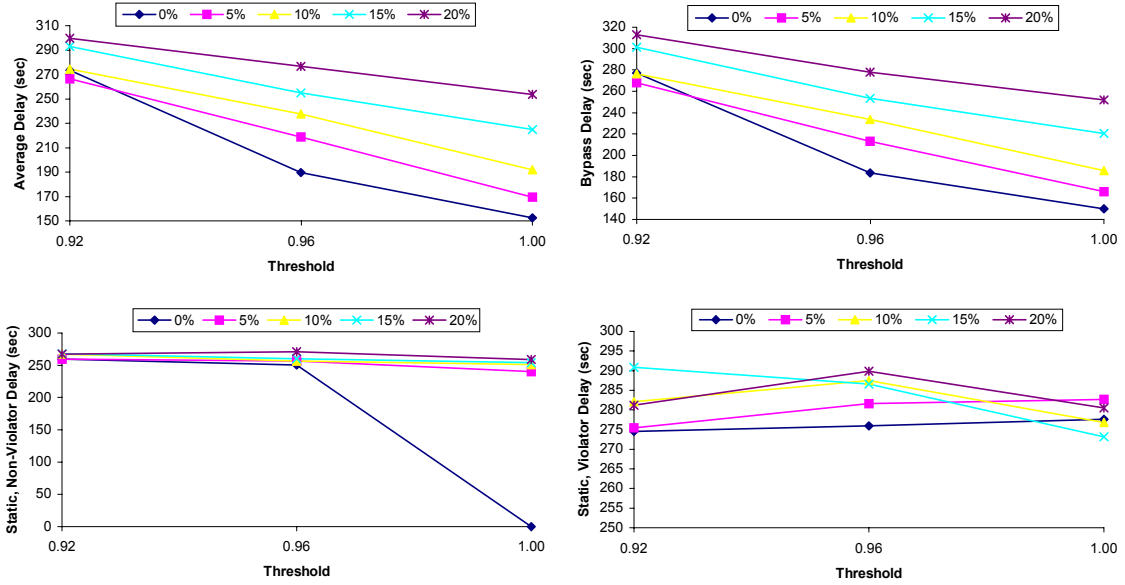 0% 5% 10% 15% 20%
Average Delay (sec)
310
290
270
250
230
210
190
170
150
0.92 0.96 1.00
Threshold
0% 5% 10% 15% 20%
Bypass Delay (sec)
320
300
280
260
240
220
200
180
160
140
0.92 0.96 1.00
Threshold
0% 5% 10% 15% 20%
Static, Non-Violator Delay (sec)
300
250
200
150
100
50
0
0.92 0.96 1.00
Threshold
0% 5% 10% 15% 20%
Static, Violator Delay (sec)
295
290
285
280
275
270
265
260
255
250
0.92 0.96 1.00
Threshold